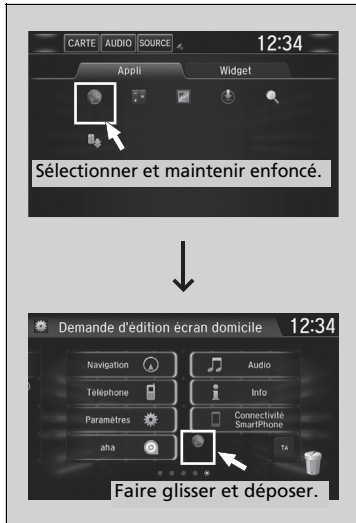 CARTE AUDIO SOURCE 12:34
Appli Widget
Sélectionner et maintenir enfoncé.
Demande d'édition écran domicile 12:34
Navigation Audio
Téléphone Info
Paramètres Connectivité SmartPhone
aha TA
Faire glisser et déposer.